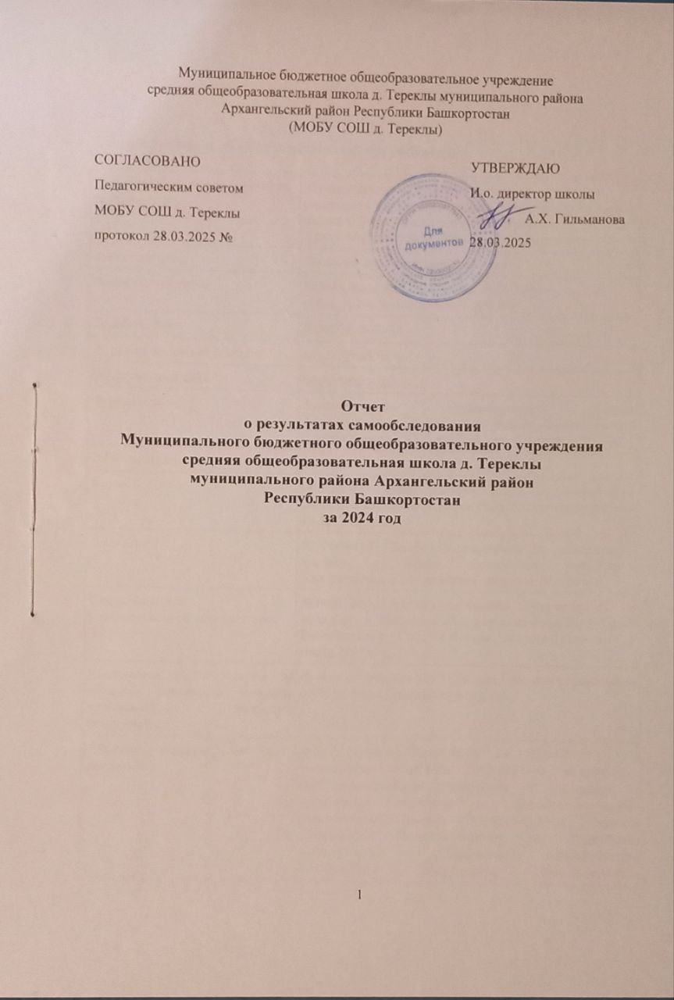 Муниципальное бюджетное общеобразовательное учреждение
средняя общеобразовательная школа д. Тереклы муниципального района
Архангельский район Республики Башкортостан
(МОБУ СОШ д. Тереклы)
СОГЛАСОВАНО
Педагогическим советом
МОБУ СОШ д. Тереклы
протокол 28.03.2025 №
УТВЕРЖДАЮ
И.о. директор школы
А.Х. Гильманова
28.03.2025
Для
документов
Отчет
о результатах самообследования
Муниципального бюджетного общеобразовательного учреждения
средняя общеобразовательная школа д. Тереклы
муниципального района Архангельский район
Республики Башкортостан
за 2024 год
1